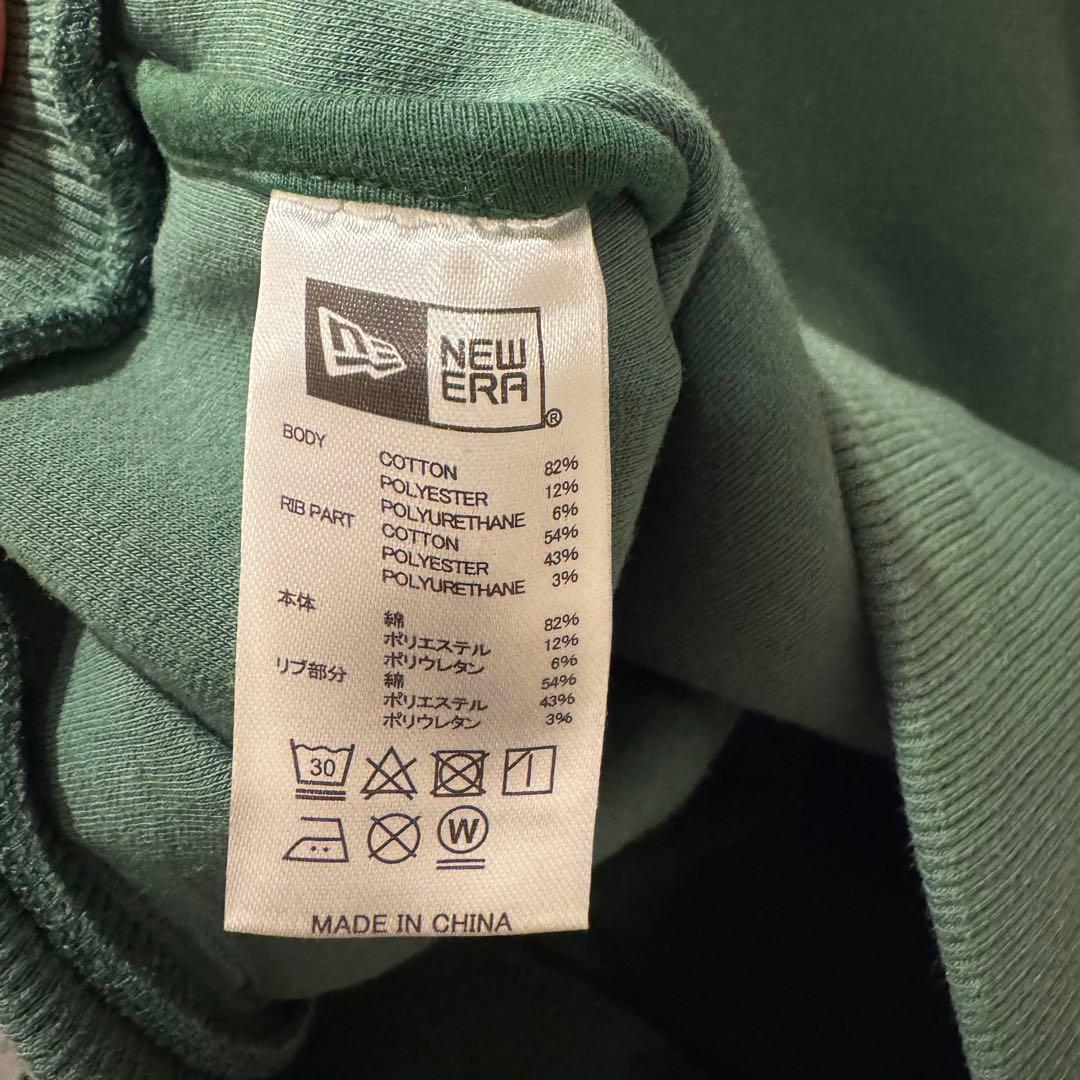 NEW
ERA
®
BODY
COTTON 82%
POLYESTER 12%
POLYURETHANE 6%
RIB PART
COTTON 54%
POLYESTER 43%
POLYURETHANE 3%
本体
綿 82%
ポリエステル 12%
ポリウレタン 6%
リブ部分
綿 54%
ポリエステル 43%
ポリウレタン 3%
30
W
MADE IN CHINA